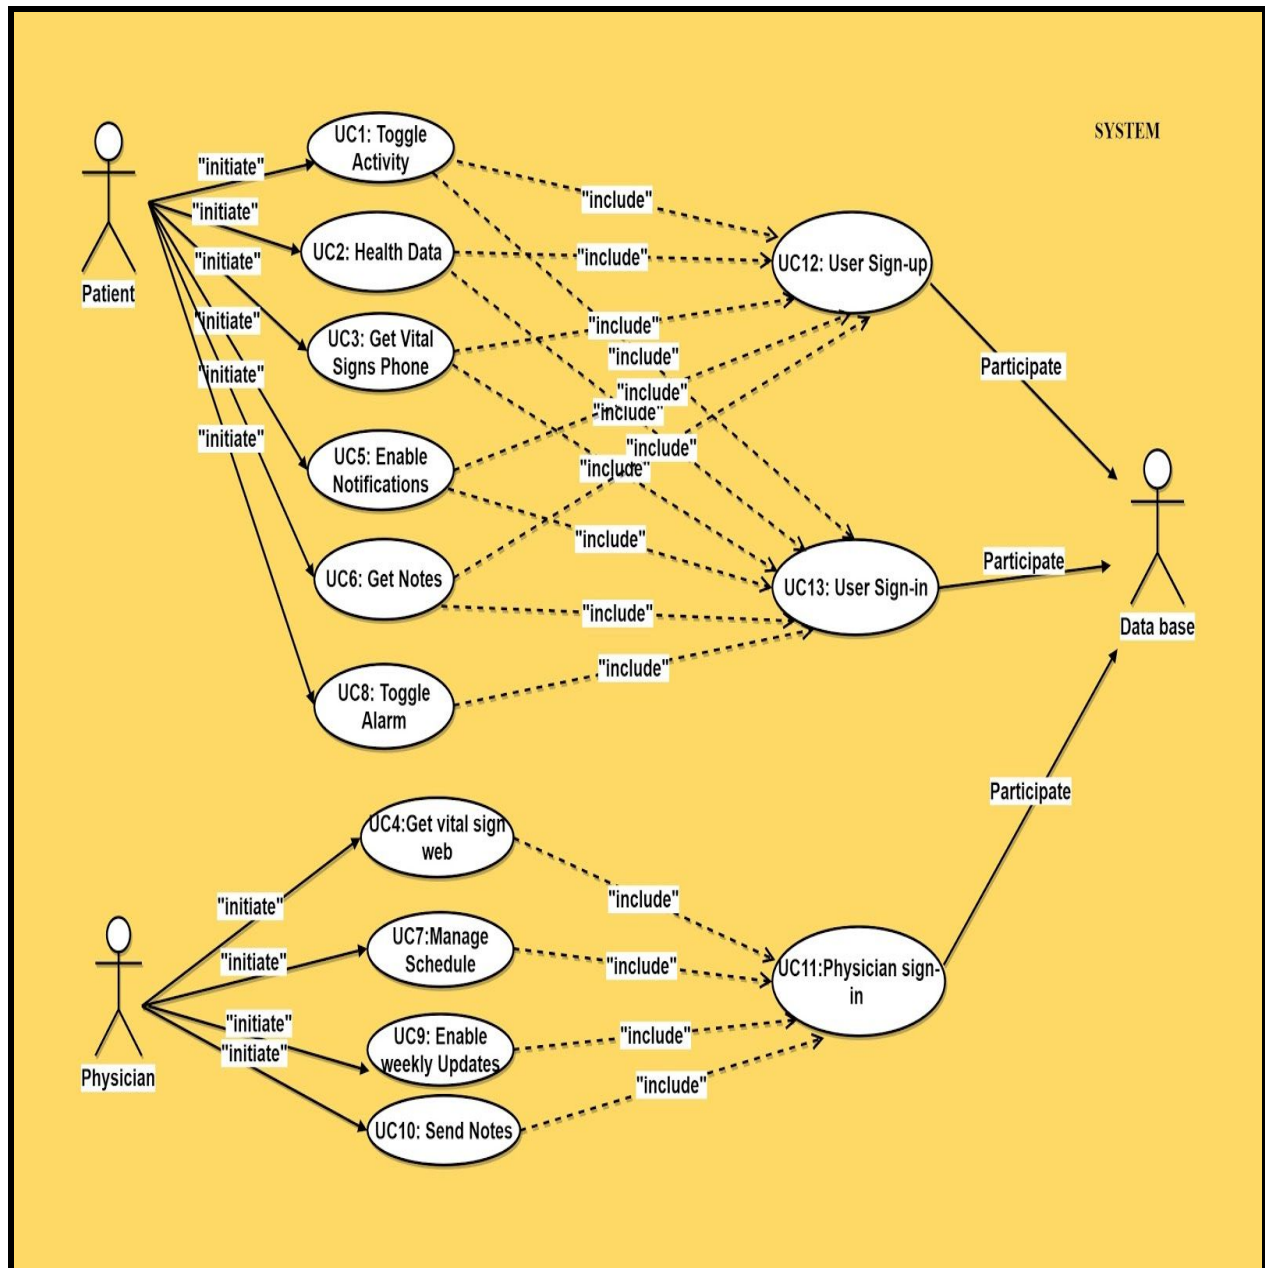 SYSTEM
UC1: Toggle
Activity
"initiate"
"include"
"initiate"
UC2: Health Data
"include"
UC12: User Sign-up
"initiate"
Patient
"initiate"
UC3: Get Vital
Signs Phone
"include"
"include"
Participate
"initiate"
"include"
"include"
"initiate"
"include"
UC5: Enable
Notifications
"include"
"include"
UC6: Get Notes
UC13: User Sign-in
Participate
"include"
Data base
"include"
UC8: Toggle
Alarm
Participate
UC4:Get vital sign
web
"initiate"
"include"
UC7:Manage
Schedule
"initiate"
"include"
UC11:Physician sign-
in
"initiate"
UC9: Enable
weekly Updates
"include"
"initiate"
Physician
"include"
UC10: Send Notes